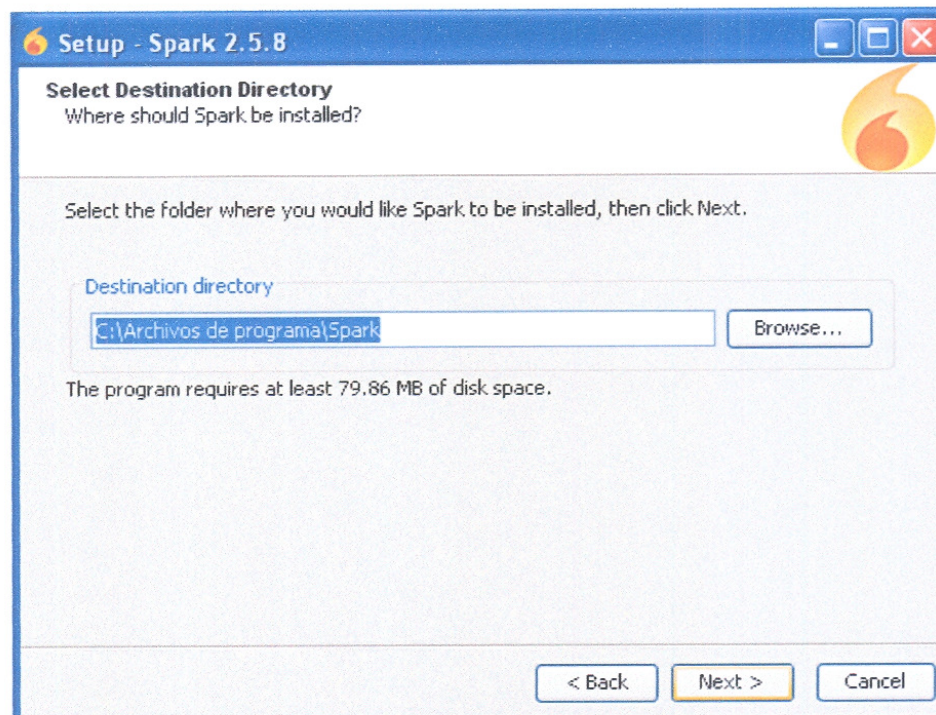 Setup - Spark 2.5.8
Select Destination Directory
Where should Spark be installed?
Select the folder where you would like Spark to be installed, then click Next.
Destination directory
C:\Archivos de programa\Spark
Browse...
The program requires at least 79.86 MB of disk space.
< Back
Next >
Cancel